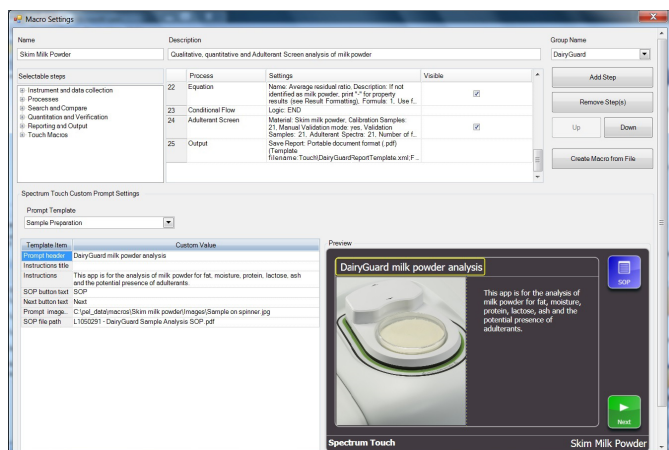 Macro Settings
Name
Description
Group Name
Skim Milk Powder
Qualitative, quantitative and Adulterant Screen analysis of milk powder
DairyGuard
Selectable steps
Instrument and data collection
Processes
Search and Compare
Quantitation and Verification
Reporting and Output
Touch Macros
Process
Settings
Visible
22
Equation
Name: Average residual ratio, Description: If not
identified as milk powder, print "-" for property
results (see Result Formatting), Formula: 1, Use f...
23
Conditional Flow
Logic: END
24
Adulterant Screen
Material: Skim milk powder, Calibration Samples:
21, Manual Validation mode: yes, Validation
Samples: 21, Adulterant Spectra: 21, Number of f...
25
Output
Save Report: Portable document format (.pdf)
(Template
filename:Touch\DairyGuardReportTemplate.xml;F...
Add Step
Remove Step(s)
Up
Down
Create Macro from File
Spectrum Touch Custom Prompt Settings
Prompt Template
Sample Preparation
Template Item
Custom Value
Prompt header
DairyGuard milk powder analysis
Instructions title
Instructions
This app is for the analysis of milk powder for fat, moisture, protein, lactose, ash
and the potential presence of adulterants.
SOP button text
SOP
Next button text
Next
Prompt image...
C:\pel_data\macros\Skim milk powder\Images\Sample on spinner.jpg
SOP file path
L1050291 - DairyGuard Sample Analysis SOP.pdf
Preview
DairyGuard milk powder analysis
This app is for the analysis of
milk powder for fat, moisture,
protein, lactose, ash and the
potential presence of
adulterants.
SOP
Next
Spectrum Touch
Skim Milk Powder